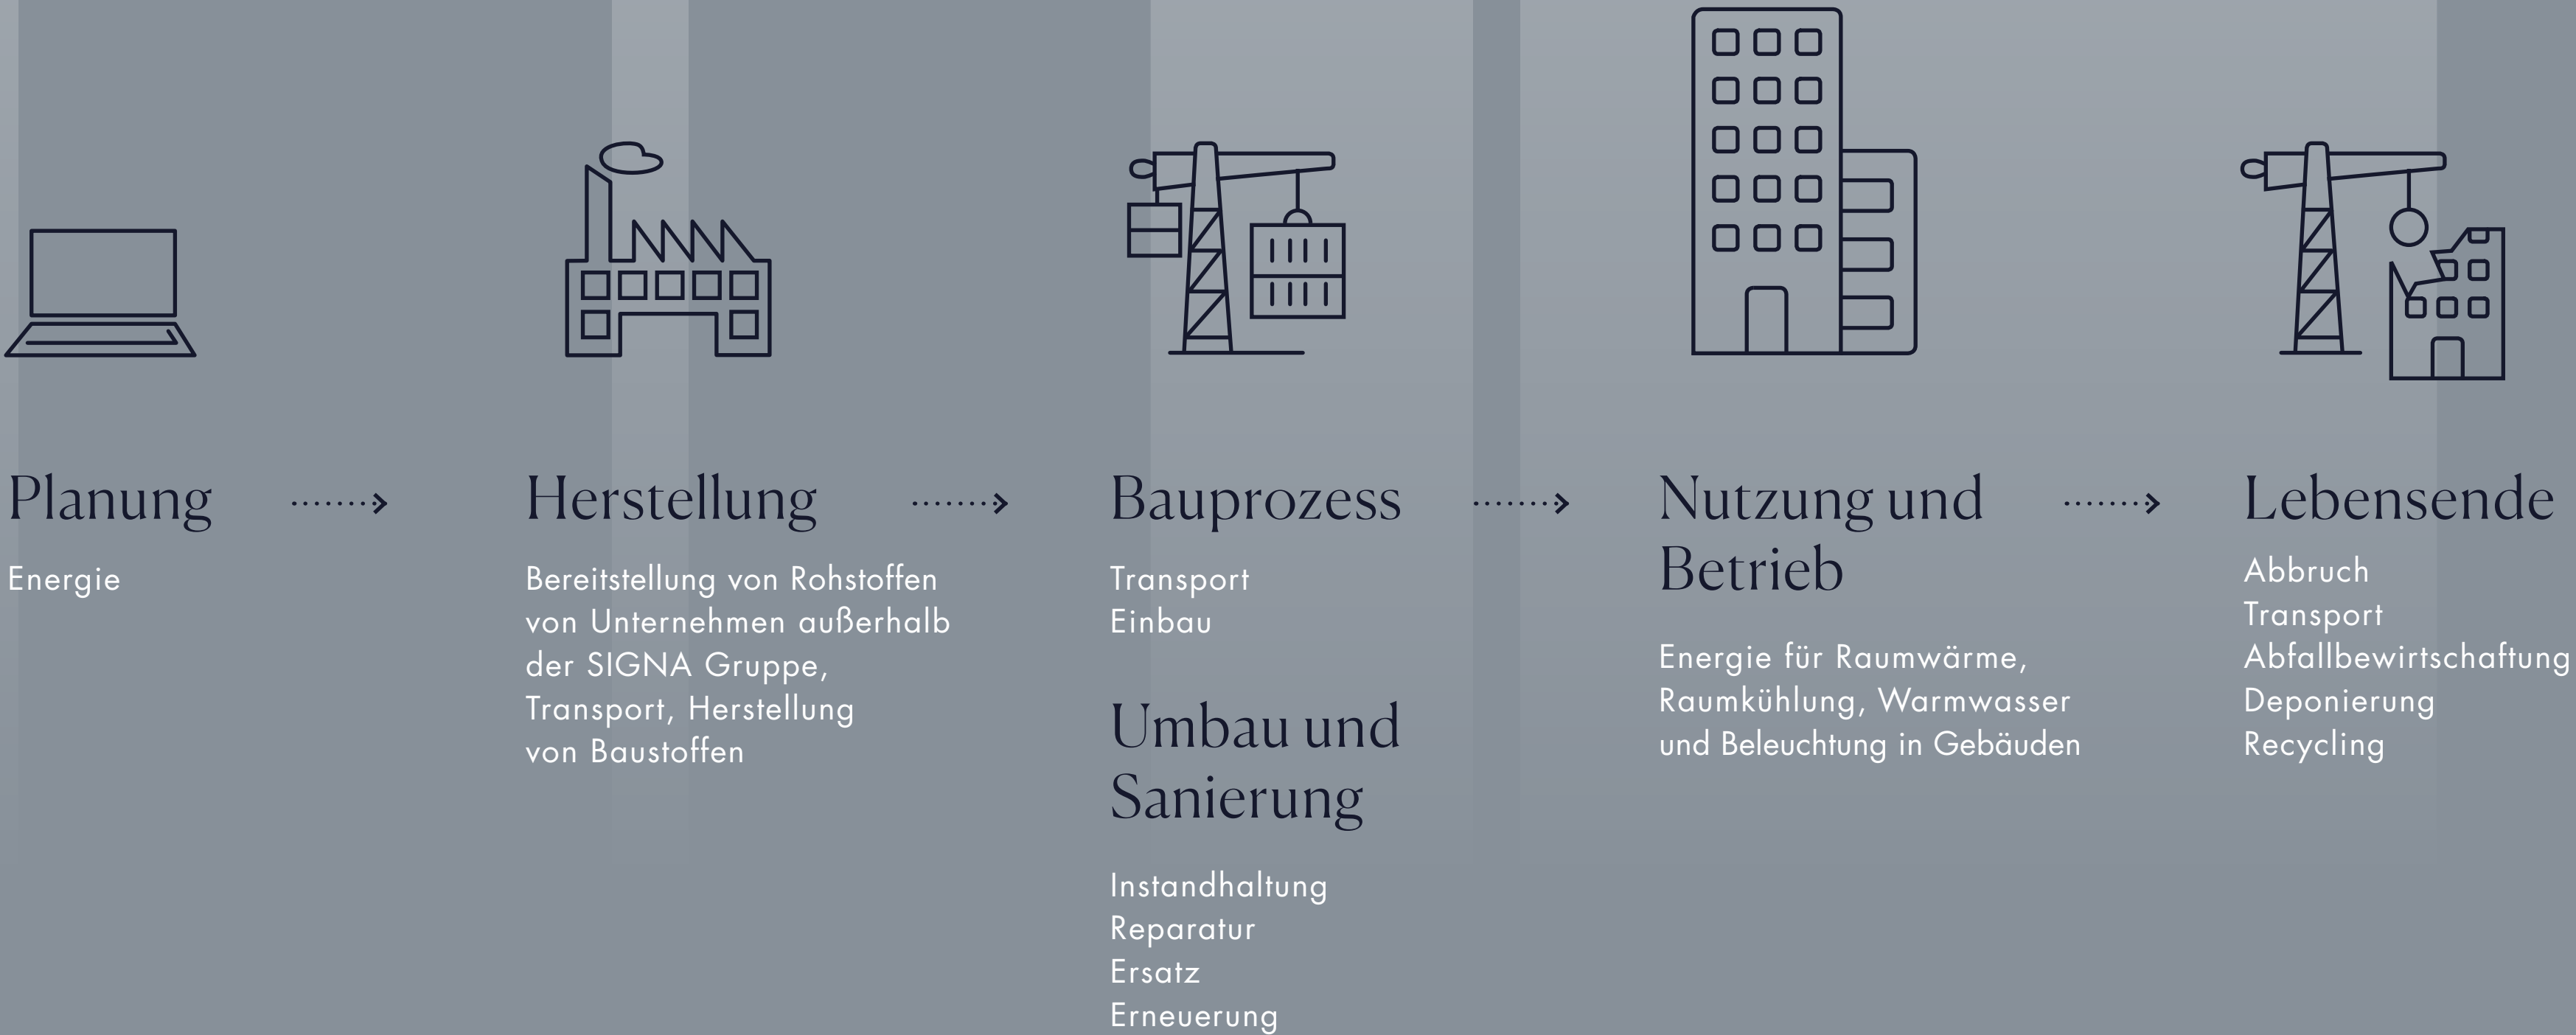 Planung
Energie
Herstellung
Bereitstellung von Rohstoffen
von Unternehmen außerhalb
der SIGNA Gruppe,
Transport, Herstellung
von Baustoffen
Bauprozess
Transport
Einbau
Umbau und
Sanierung
Instandhaltung
Reparatur
Ersatz
Erneuerung
Nutzung und
Betrieb
Energie für Raumwärme,
Raumkühlung, Warmwasser
und Beleuchtung in Gebäuden
Lebensende
Abbruch
Transport
Abfallbewirtschaftung
Deponierung
Recycling